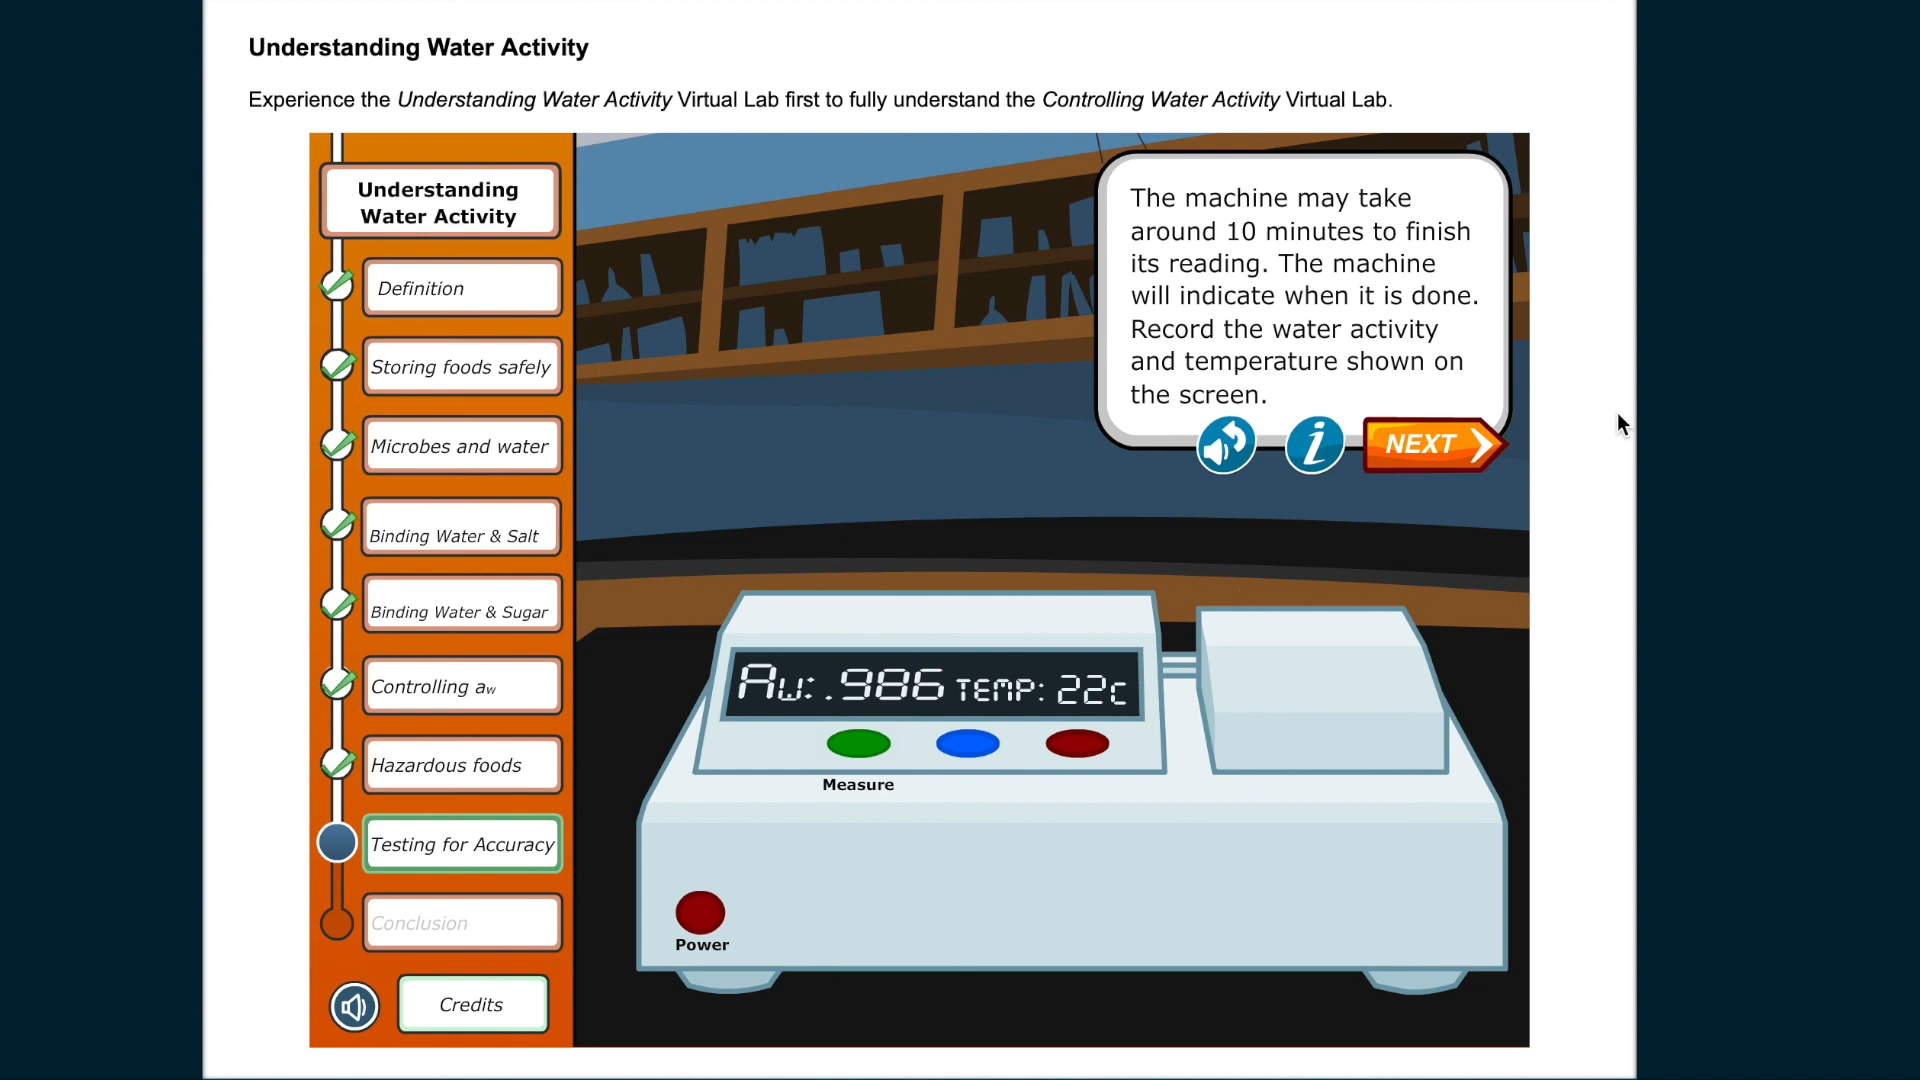 Understanding Water Activity
Experience the Understanding Water Activity Virtual Lab first to fully understand the Controlling Water Activity Virtual Lab.
Understanding
Water Activity
Definition
Storing foods safely
Microbes and water
Binding Water & Salt
Binding Water & Sugar
Controlling aw
Hazardous foods
Testing for Accuracy
Conclusion
Credits
The machine may take
around 10 minutes to finish
its reading. The machine
will indicate when it is done.
Record the water activity
and temperature shown on
the screen.
i
NEXT
Aw: .986 TEMP: 22c
Measure
Power